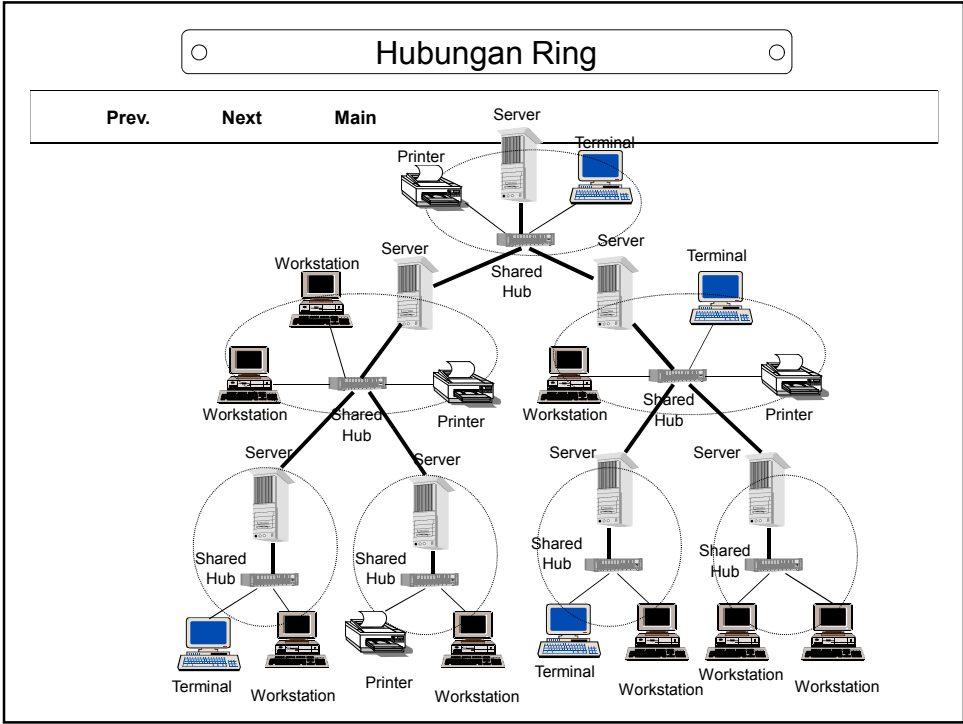 Hubungan Ring
Prev. Next Main
Server
Printer
Terminal
Shared
Hub
Server
Server
Workstation
Terminal
Workstation
Shared
Hub
Printer
Workstation
Shared
Hub
Printer
Server
Server
Server
Server
Shared
Hub
Shared
Hub
Shared
Hub
Shared
Hub
Terminal
Workstation
Printer
Workstation
Terminal
Workstation
Workstation
Workstation